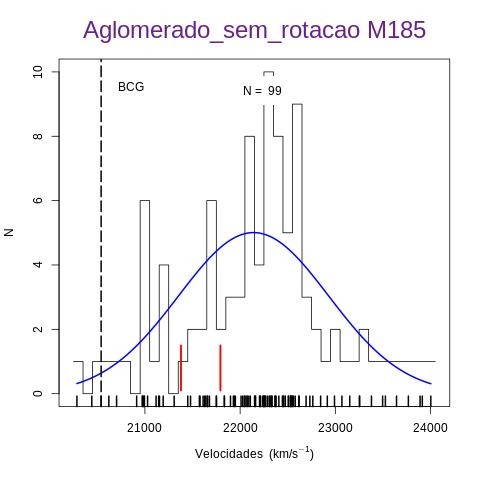 Aglomerado_sem_rotacao M185
BCG
N = 99
10
8
6
4
2
0
N
21000 22000 23000 24000
Velocidades (km/s⁻¹)